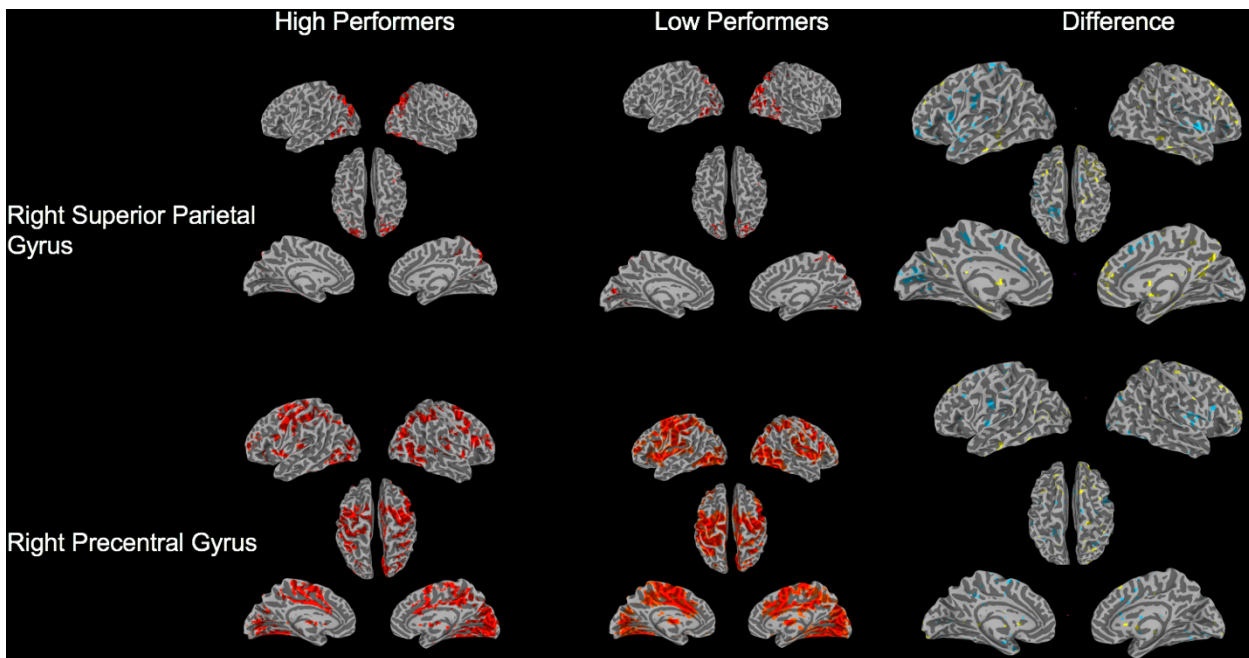 High Performers
Low Performers
Difference
Right Superior Parietal
Gyrus
Right Precentral Gyrus